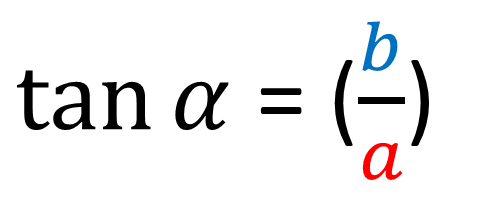 tan α = (b/a)